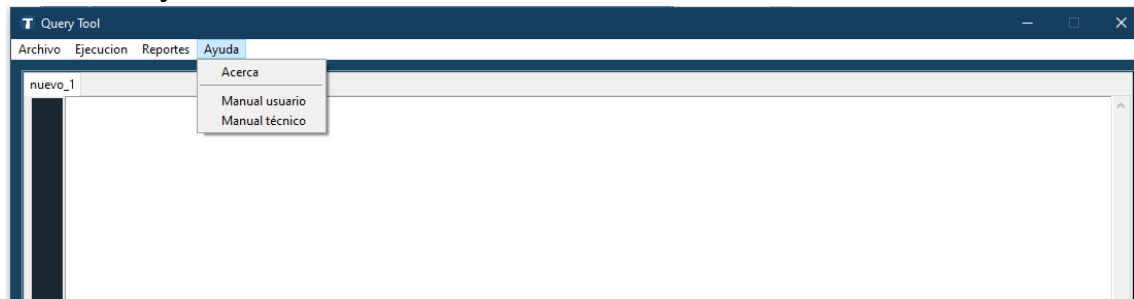 T Query Tool
Archivo Ejecucion Reportes Ayuda
Acerca
nuevo_1
Manual usuario
Manual técnico